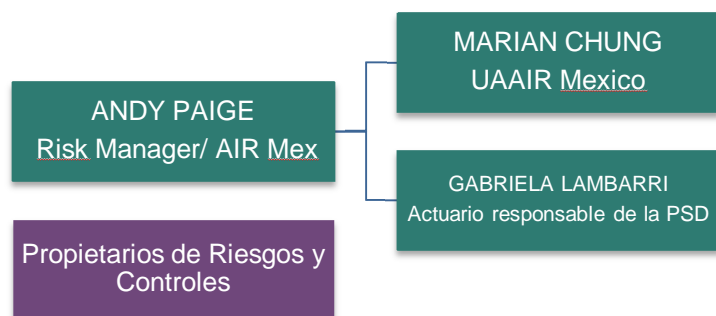 ANDY PAIGE
Risk Manager/ AIR Mex
MARIAN CHUNG
UAAIR Mexico
GABRIELA LAMBARRI
Actuario responsable de la PSD
Propietarios de Riesgos y
Controles